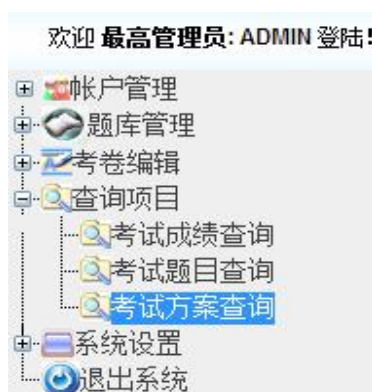 欢迎 最高管理员: ADMIN 登陆!
帐户管理
题库管理
考卷编辑
查询项目
考试成绩查询
考试题目查询
考试方案查询
系统设置
退出系统